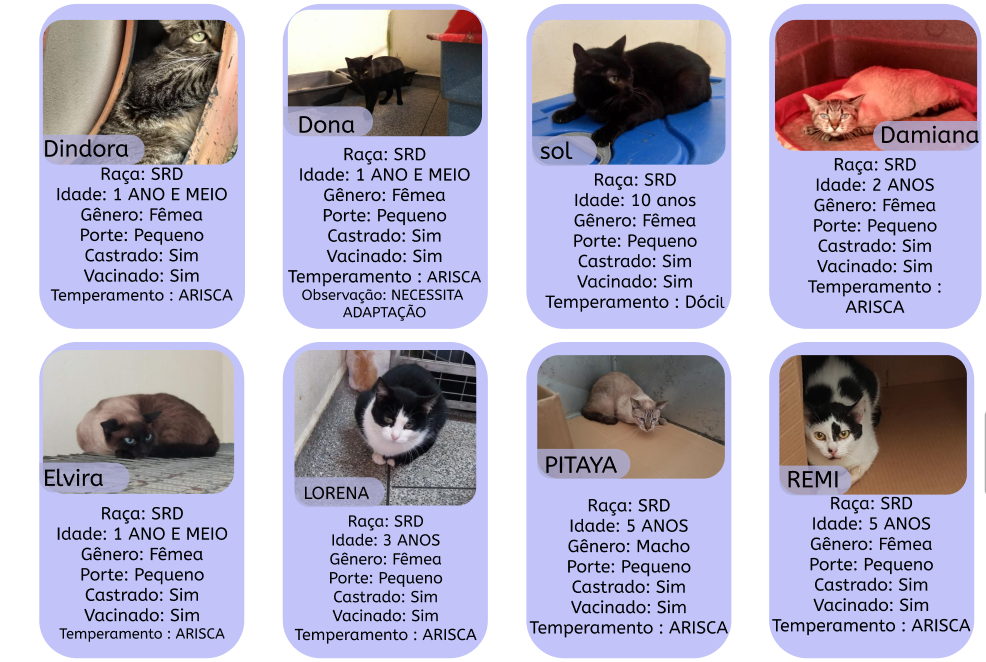 Dindora
Raça: SRD
Idade: 1 ANO E MEIO
Gênero: Fêmea
Porte: Pequeno
Castrado: Sim
Vacinado: Sim
Temperamento : ARISCA
Dona
Raça: SRD
Idade: 1 ANO E MEIO
Gênero: Fêmea
Porte: Pequeno
Castrado: Sim
Vacinado: Sim
Temperamento : ARISCA
Observação: NECESSITA
ADAPTAÇÃO
sol
Raça: SRD
Idade: 10 anos
Gênero: Fêmea
Porte: Pequeno
Castrado: Sim
Vacinado: Sim
Temperamento : Dócil
Damiana
Raça: SRD
Idade: 2 ANOS
Gênero: Fêmea
Porte: Pequeno
Castrado: Sim
Vacinado: Sim
Temperamento :
ARISCA
Elvira
Raça: SRD
Idade: 1 ANO E MEIO
Gênero: Fêmea
Porte: Pequeno
Castrado: Sim
Vacinado: Sim
Temperamento : ARISCA
LORENA
Raça: SRD
Idade: 3 ANOS
Gênero: Fêmea
Porte: Pequeno
Castrado: Sim
Vacinado: Sim
Temperamento : ARISCA
PITAYA
Raça: SRD
Idade: 5 ANOS
Gênero: Macho
Porte: Pequeno
Castrado: Sim
Vacinado: Sim
Temperamento : ARISCA
REMI
Raça: SRD
Idade: 5 ANOS
Gênero: Fêmea
Porte: Pequeno
Castrado: Sim
Vacinado: Sim
Temperamento : ARISCA